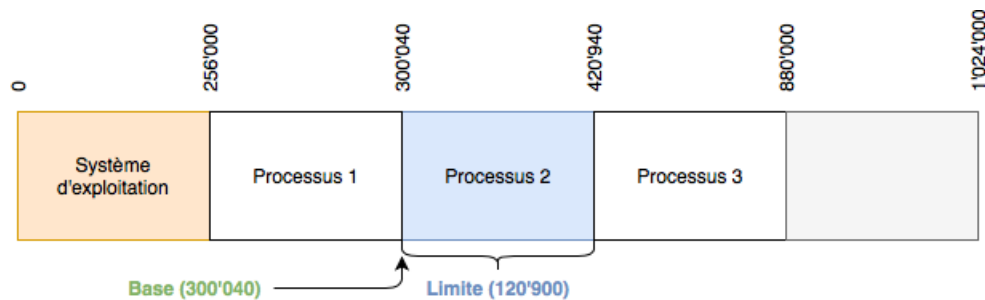 0
256'000
300'040
420'940
880'000
1'024'000
Système
d'exploitation
Processus 1
Processus 2
Processus 3
Base (300'040)
Limite (120'900)